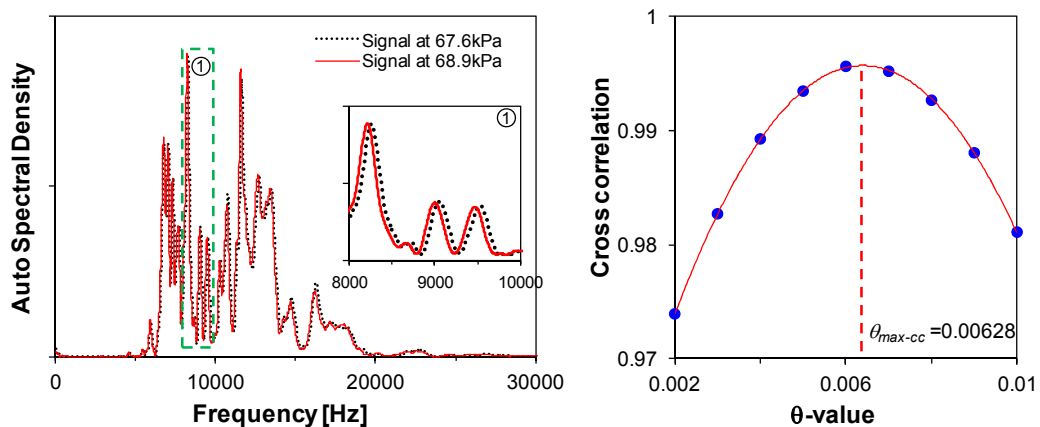 Auto Spectral Density
Signal at 67.6kPa
Signal at 68.9kPa
①
①
8000 9000 10000
0 10000 20000 30000
Frequency [Hz]
Cross correlation
1
0.99
0.98
0.97
θmax-cc =0.00628
0.002 0.006 0.01
θ-value